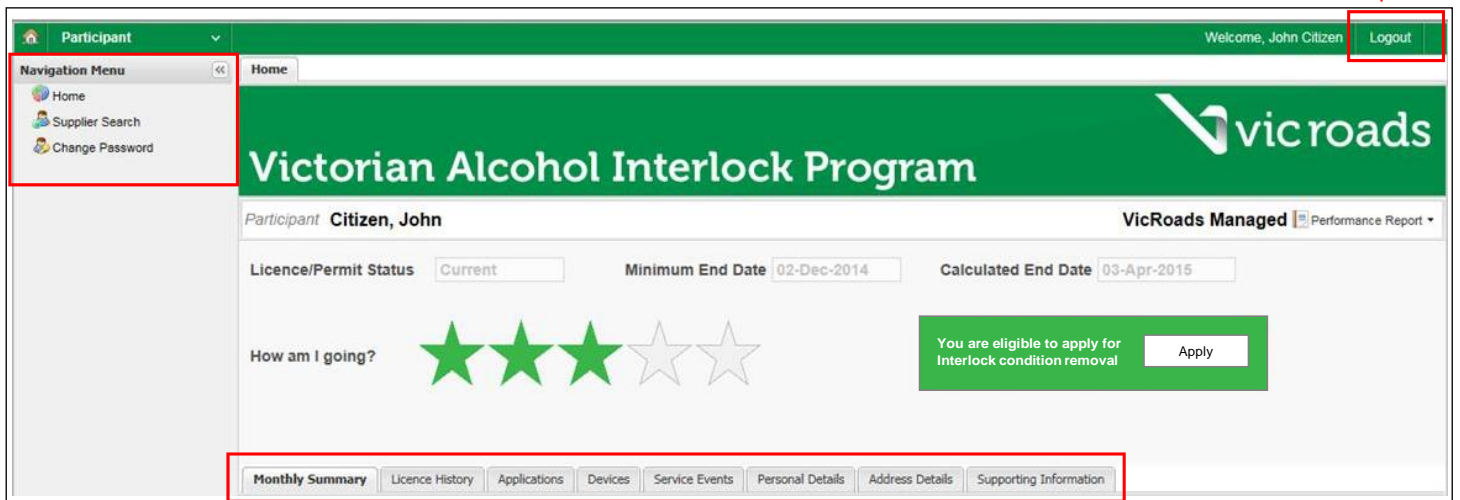 Participant
Welcome, John Citizen
Logout
Navigation Menu
Home
Supplier Search
Change Password
Home
vic roads
Victorian Alcohol Interlock Program
Participant Citizen, John
VicRoads Managed Performance Report
Licence/Permit Status Current
Minimum End Date 02-Dec-2014
Calculated End Date 03-Apr-2015
How am I going?
You are eligible to apply for
Interlock condition removal
Apply
Monthly Summary Licence History Applications Devices Service Events Personal Details Address Details Supporting Information